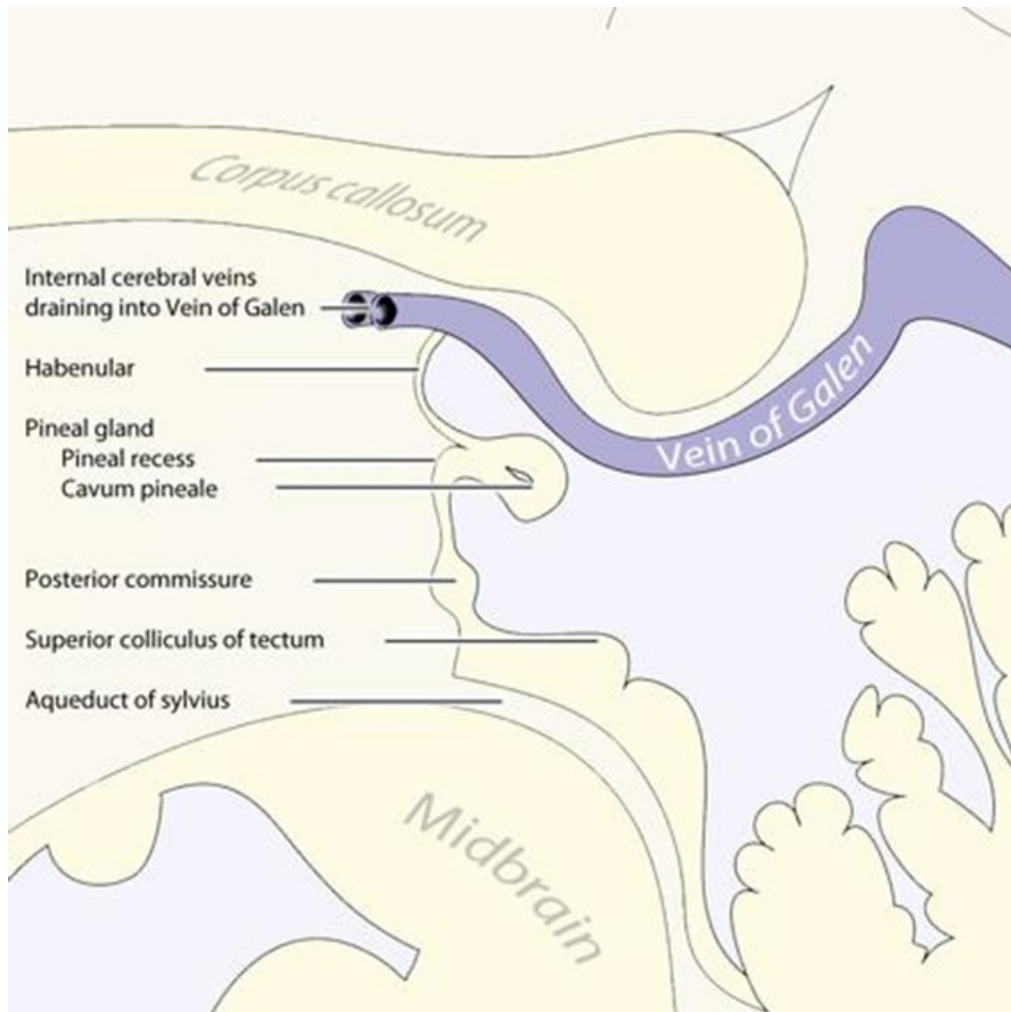 Corpus callosum
Internal cerebral veins
draining into Vein of Galen
Habenular
Vein of Galen
Pineal gland
Pineal recess
Cavum pineale
Posterior commissure
Superior colliculus of tectum
Aqueduct of sylvius
Midbrain